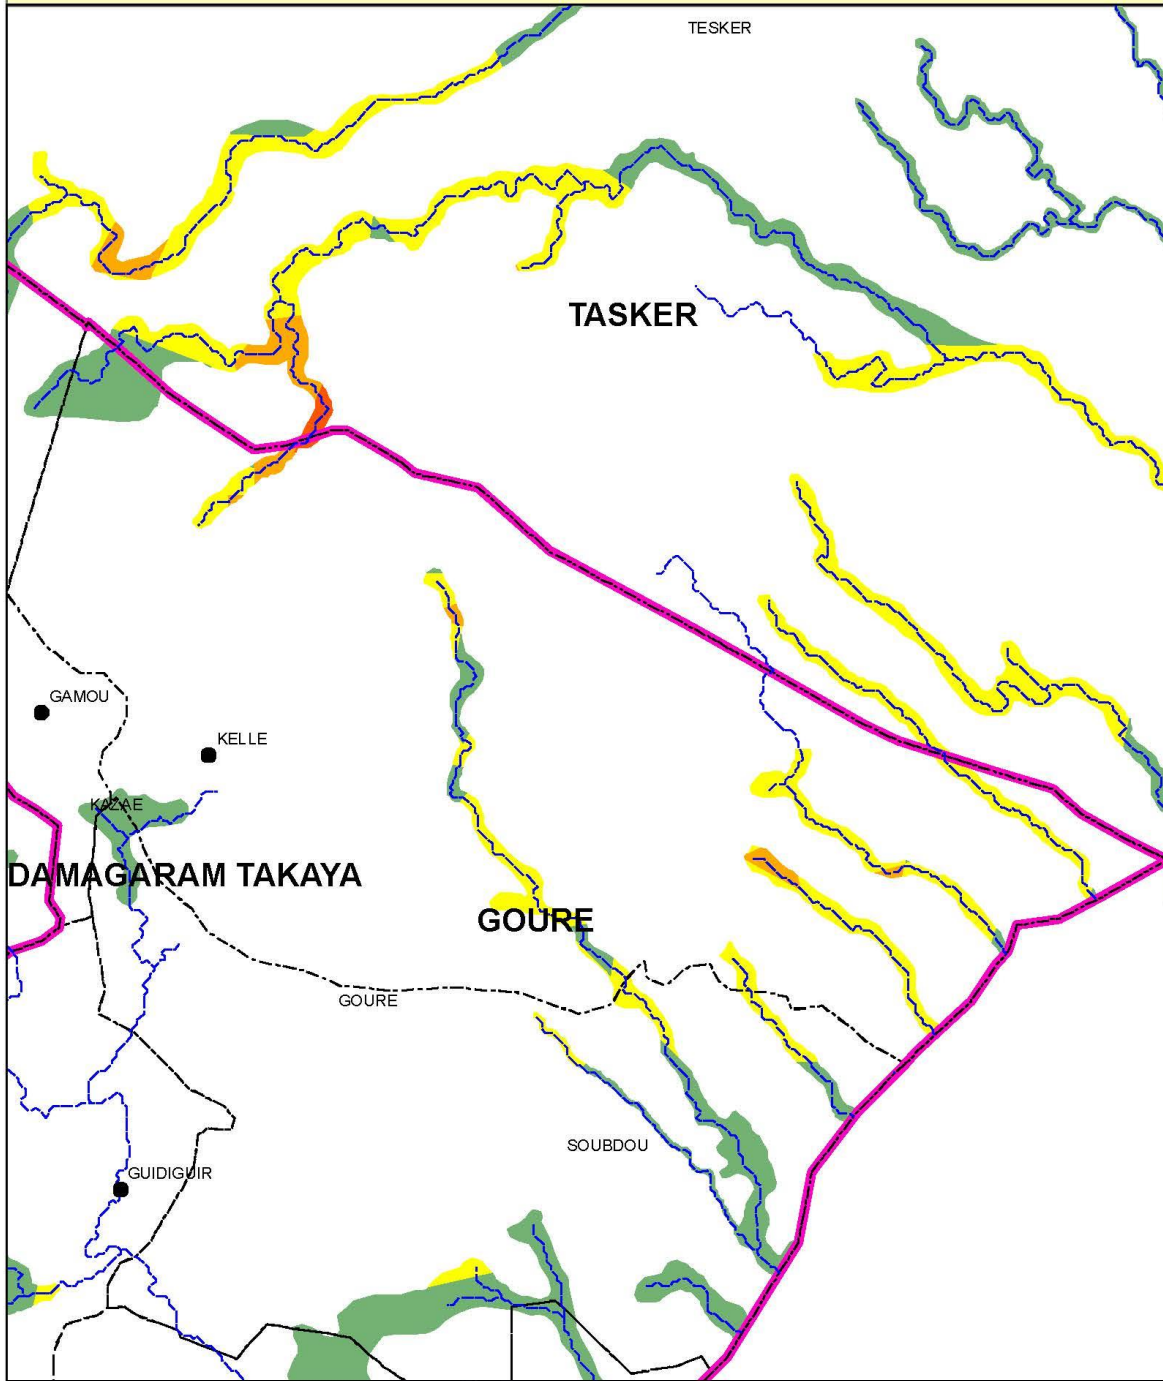 TESKER
TASKER
GAMOU
KELLE
KAZAE
DAMAGARAM TAKAYA
GOURE
GOURE
SOUBDOU
GUIDIGUIR